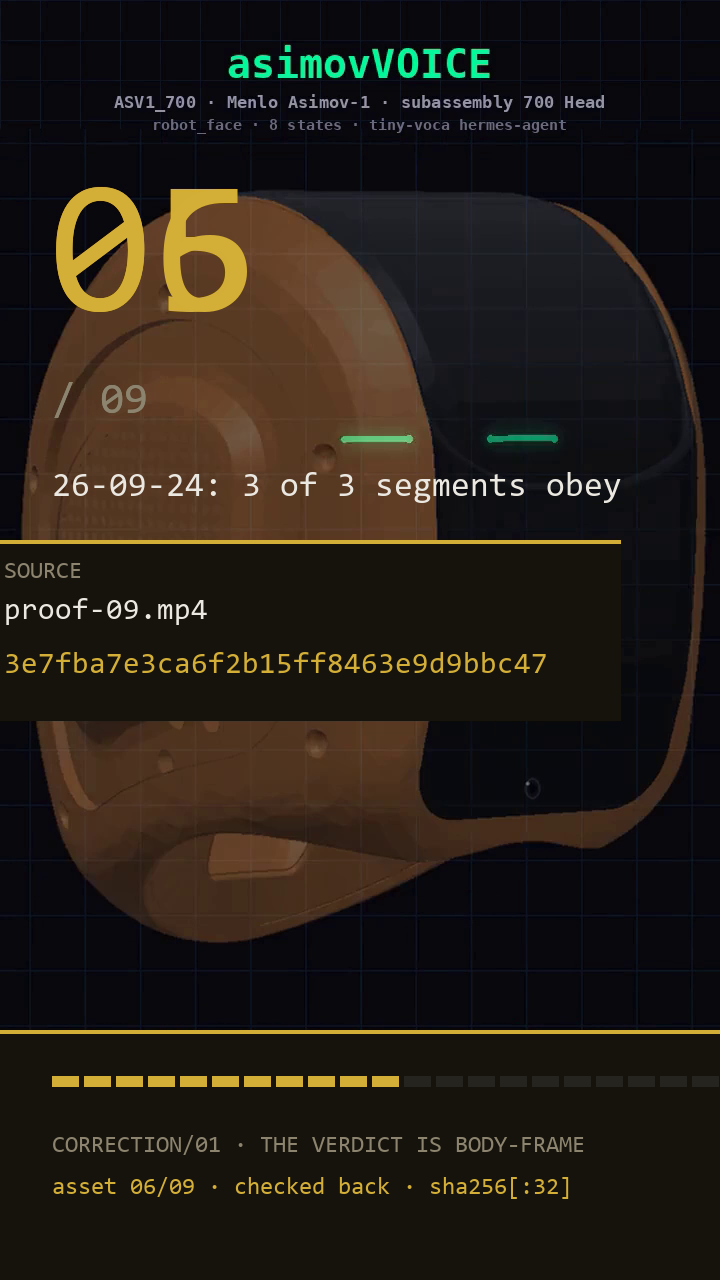 asimovVOICE
ASV1_700 · Menlo Asimov-1 · subassembly 700 Head
robot_face · 8 states · tiny-voca hermes-agent
06
/ 09
26-09-24: 3 of 3 segments obey
SOURCE
proof-09.mp4
3e7fba7e3ca6f2b15ff8463e9d9bbc47
CORRECTION/01 · THE VERDICT IS BODY-FRAME
asset 06/09 · checked back · sha256[:32]